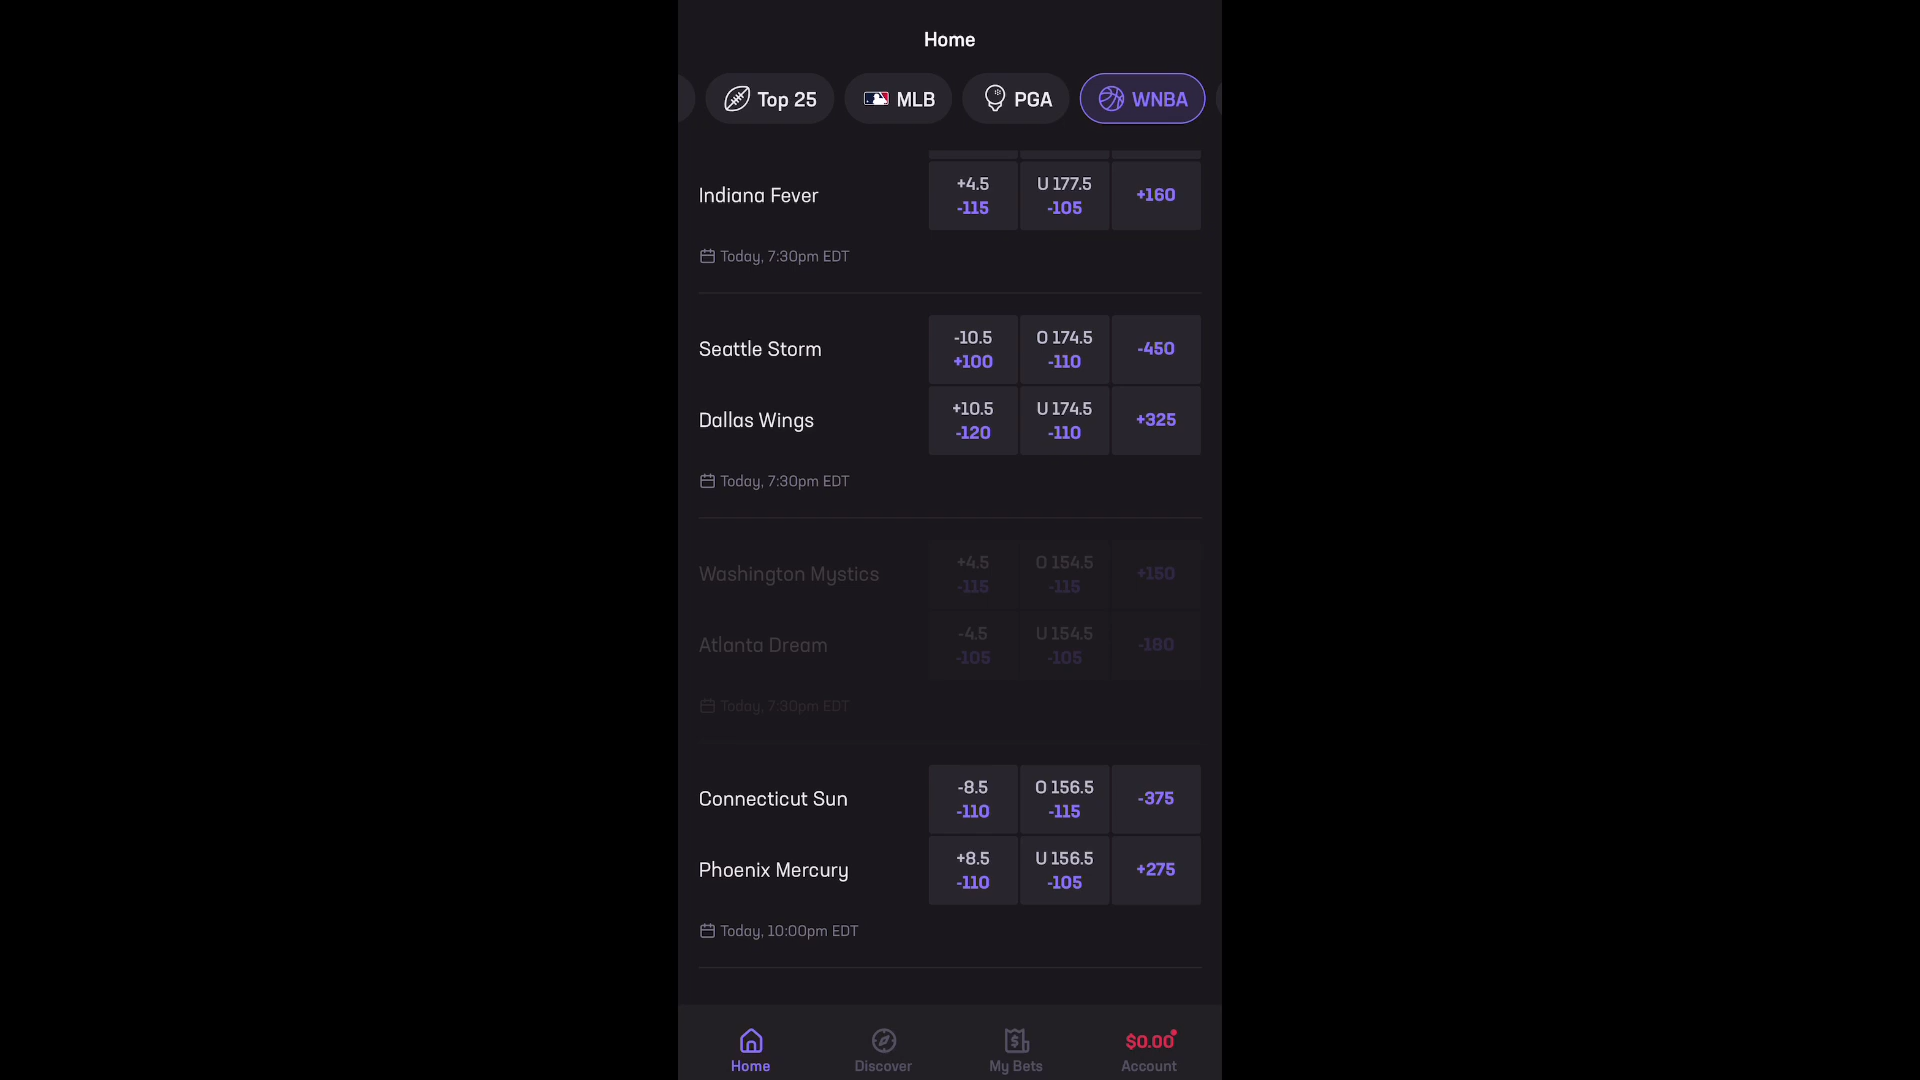 Home
Top 25 MLB PGA WNBA
+4.5 U 177.5
Indiana Fever +160
-115 -105
Today, 7:30pm EDT
-10.5 O 174.5
Seattle Storm -450
+100 -110
+10.5 U 174.5
Dallas Wings +325
-120 -110
Today, 7:30pm EDT
+4.5 O 154.5
Washington Mystics +150
-115 -115
-4.5 U 154.5
Atlanta Dream -180
-105 -105
Today, 7:30pm EDT
-8.5 O 156.5
Connecticut Sun -375
-110 -115
+8.5 U 156.5
Phoenix Mercury +275
-110 -105
Today, 10:00pm EDT
$0.00
Home Discover My Bets Account